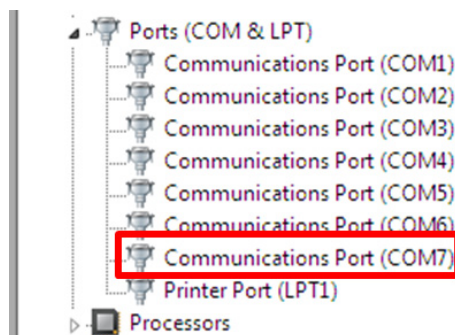 Ports (COM & LPT)
Communications Port (COM1)
Communications Port (COM2)
Communications Port (COM3)
Communications Port (COM4)
Communications Port (COM5)
Communications Port (COM6)
Communications Port (COM7)
Printer Port (LPT1)
Processors